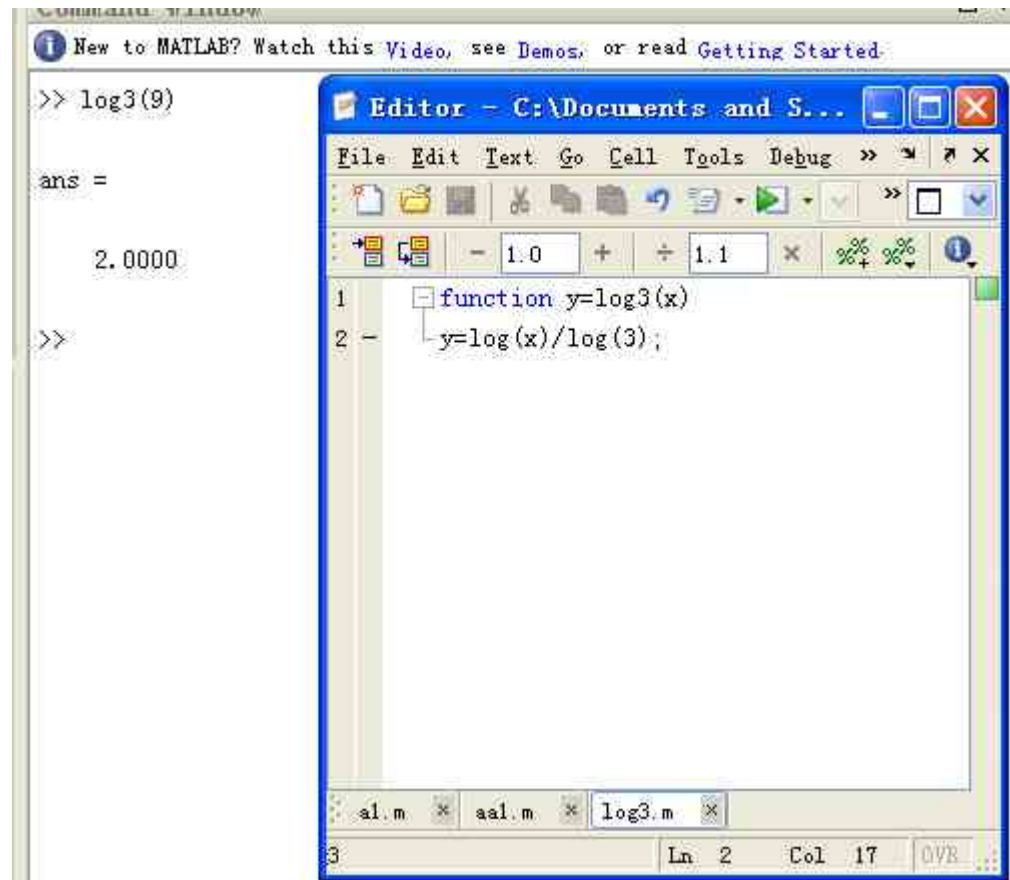 Command Window
New to MATLAB? Watch this Video, see Demos, or read Getting Started.
>> log3(9)
ans =
2.0000
>>
Editor - C:\Documents and S...
File Edit Text Go Cell Tools Debug »
»
- 1.0 + ÷ 1.1 ×
1 function y=log3(x)
2 - y=log(x)/log(3);
a1.m × aa1.m × log3.m ×
3 Ln 2 Col 17 OVR